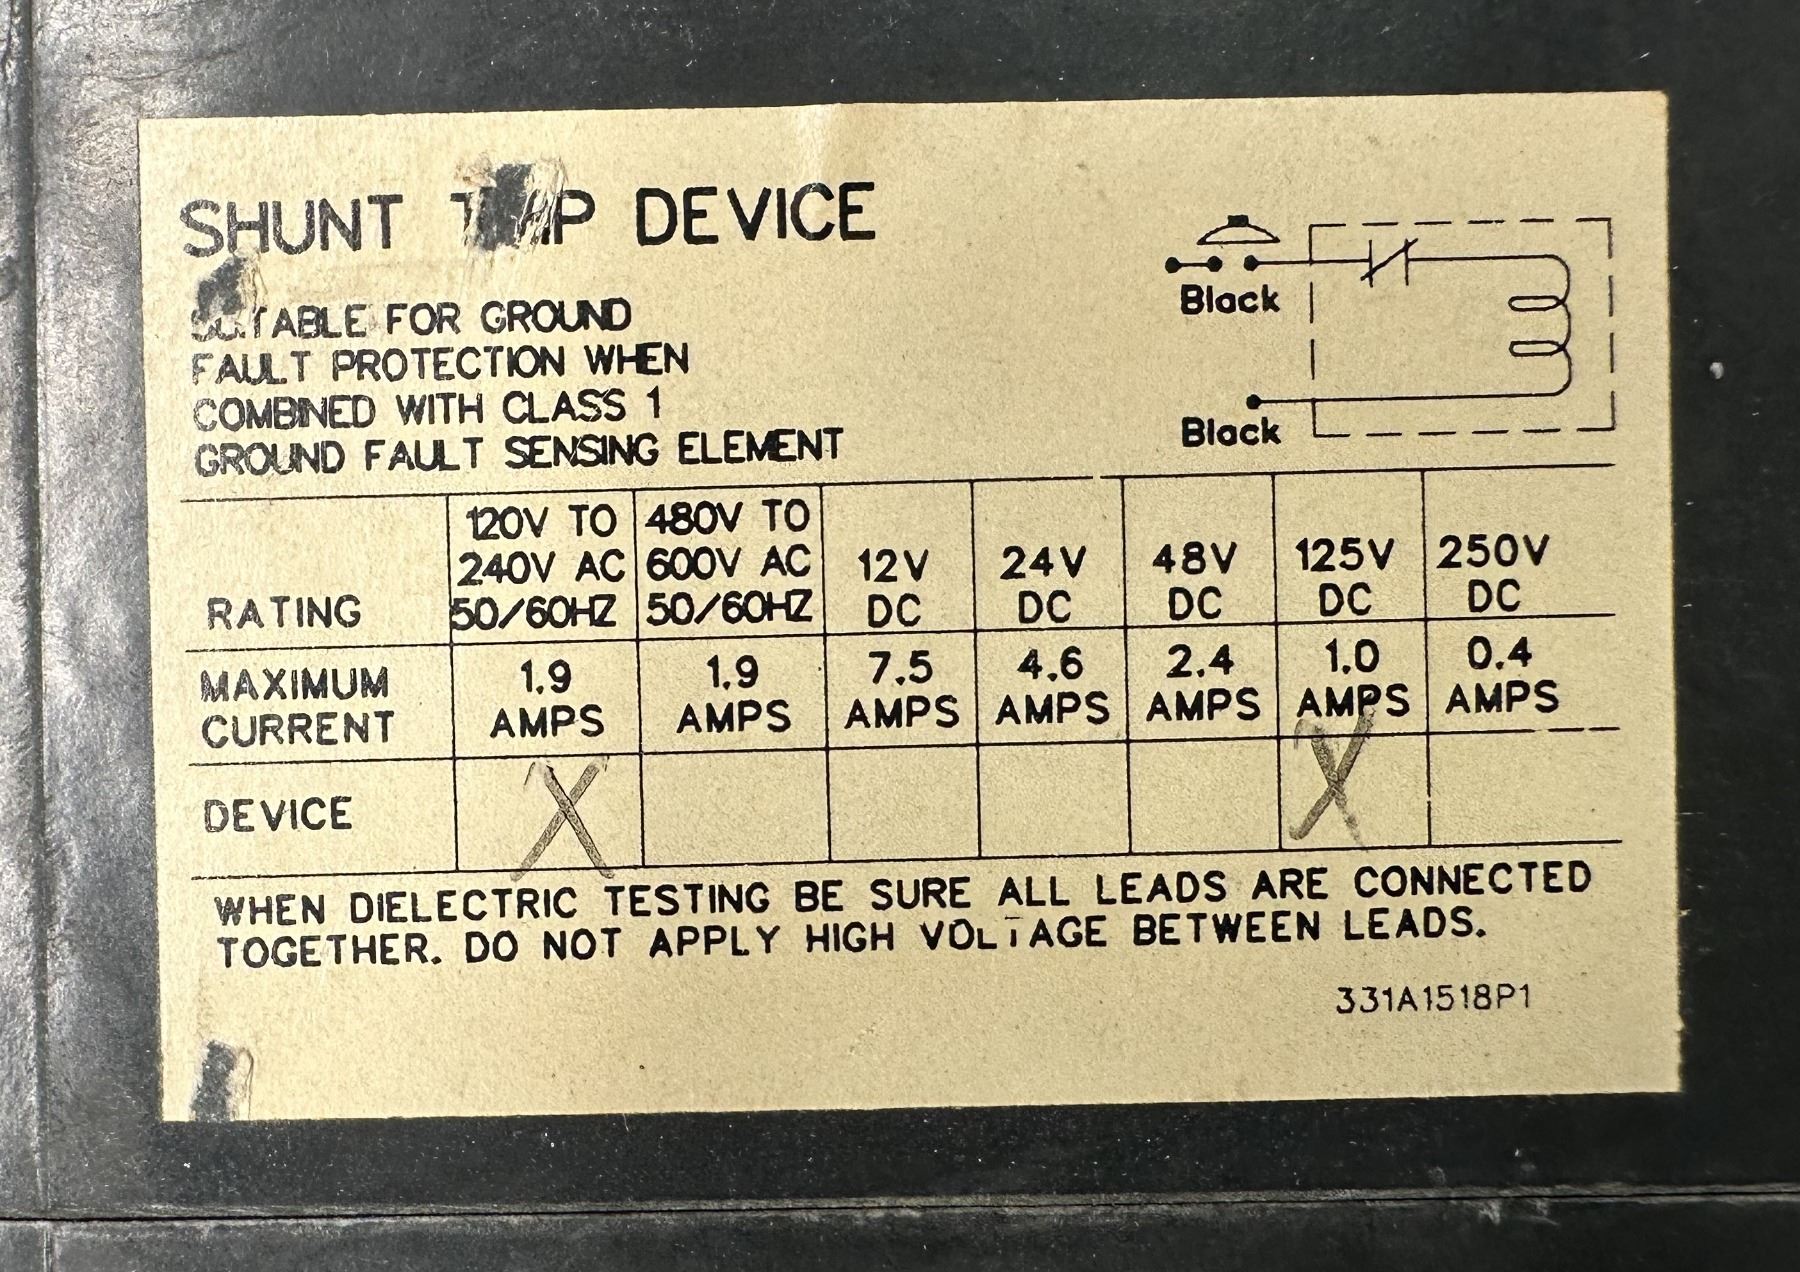 SHUNT TRIP DEVICE
SUITABLE FOR GROUND
FAULT PROTECTION WHEN
COMBINED WITH CLASS 1
GROUND FAULT SENSING ELEMENT
Black
Black
RATING 120V TO 240V AC 50/60HZ 480V TO 600V AC 50/60HZ 12V DC 24V DC 48V DC 125V DC 250V DC
MAXIMUM CURRENT 1.9 AMPS 1.9 AMPS 7.5 AMPS 4.6 AMPS 2.4 AMPS 1.0 AMPS 0.4 AMPS
DEVICE X X
WHEN DIELECTRIC TESTING BE SURE ALL LEADS ARE CONNECTED
TOGETHER. DO NOT APPLY HIGH VOLTAGE BETWEEN LEADS.
331A1518P1